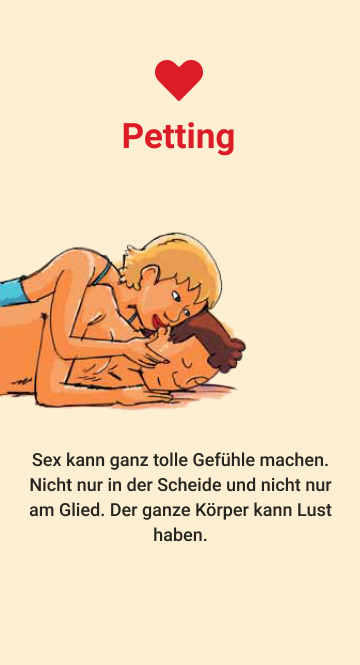 Petting
Sex kann ganz tolle Gefühle machen.
Nicht nur in der Scheide und nicht nur
am Glied. Der ganze Körper kann Lust
haben.